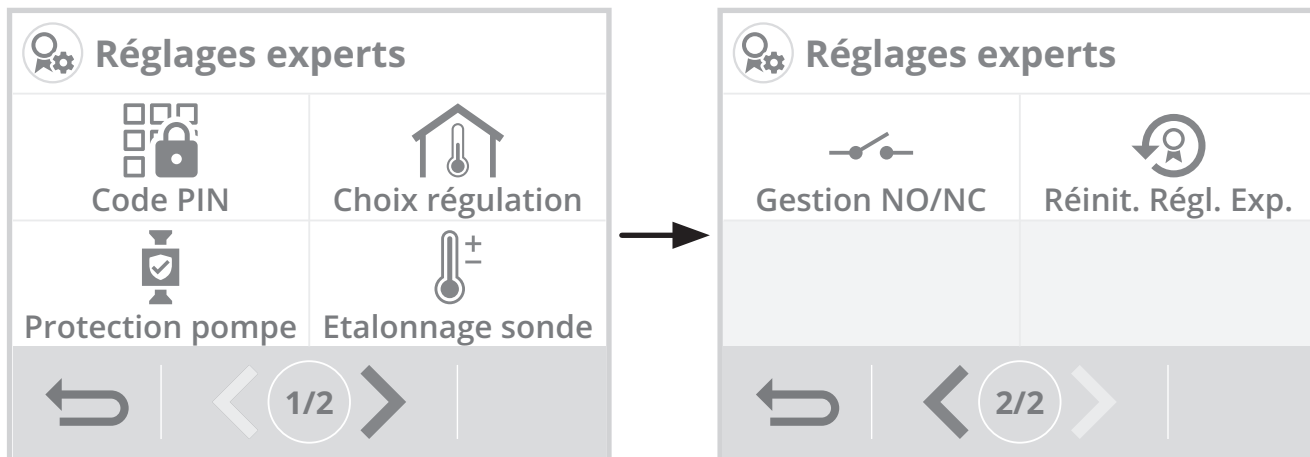 Réglages experts
Code PIN
Choix régulation
Protection pompe
Etalonnage sonde
1/2
Réglages experts
Gestion NO/NC
Réinit. Régl. Exp.
2/2